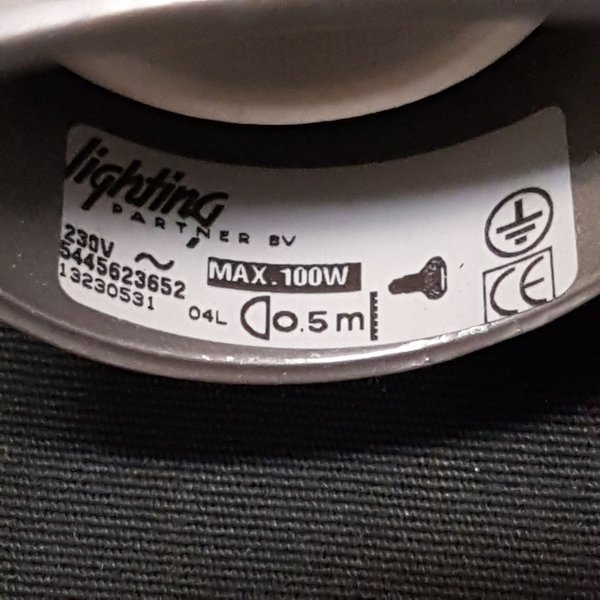 lighting
PARTNER BV
230V ~
5445623652
13230531
MAX.100W
04L
0.5m
CE